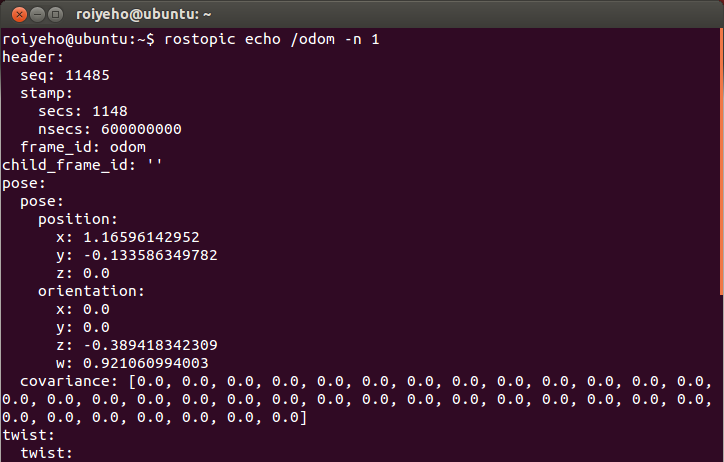 roiyeho@ubuntu: ~
roiyeho@ubuntu:~$ rostopic echo /odom -n 1
header:
  seq: 11485
  stamp:
    secs: 1148
    nsecs: 600000000
  frame_id: odom
child_frame_id: ''
pose:
  pose:
    position:
      x: 1.16596142952
      y: -0.133586349782
      z: 0.0
    orientation:
      x: 0.0
      y: 0.0
      z: -0.389418342309
      w: 0.921060994003
  covariance: [0.0, 0.0, 0.0, 0.0, 0.0, 0.0, 0.0, 0.0, 0.0, 0.0, 0.0, 0.0, 0.0,
0.0, 0.0, 0.0, 0.0, 0.0, 0.0, 0.0, 0.0, 0.0, 0.0, 0.0, 0.0, 0.0, 0.0, 0.0, 0.0,
0.0, 0.0, 0.0, 0.0, 0.0, 0.0, 0.0]
twist:
  twist: